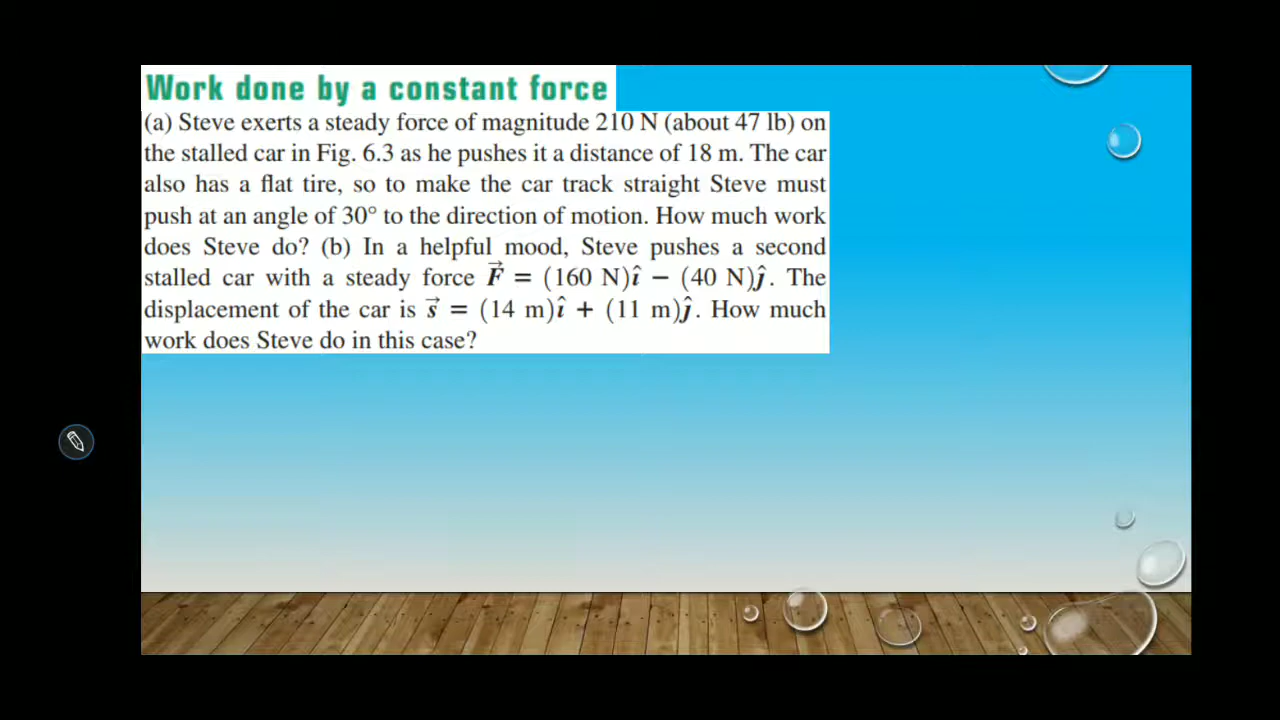 Work done by a constant force
(a) Steve exerts a steady force of magnitude 210 N (about 47 lb) on
the stalled car in Fig. 6.3 as he pushes it a distance of 18 m. The car
also has a flat tire, so to make the car track straight Steve must
push at an angle of 30° to the direction of motion. How much work
does Steve do? (b) In a helpful mood, Steve pushes a second
stalled car with a steady force F⃗ = (160 N)î − (40 N)ĵ. The
displacement of the car is s⃗ = (14 m)î + (11 m)ĵ. How much
work does Steve do in this case?